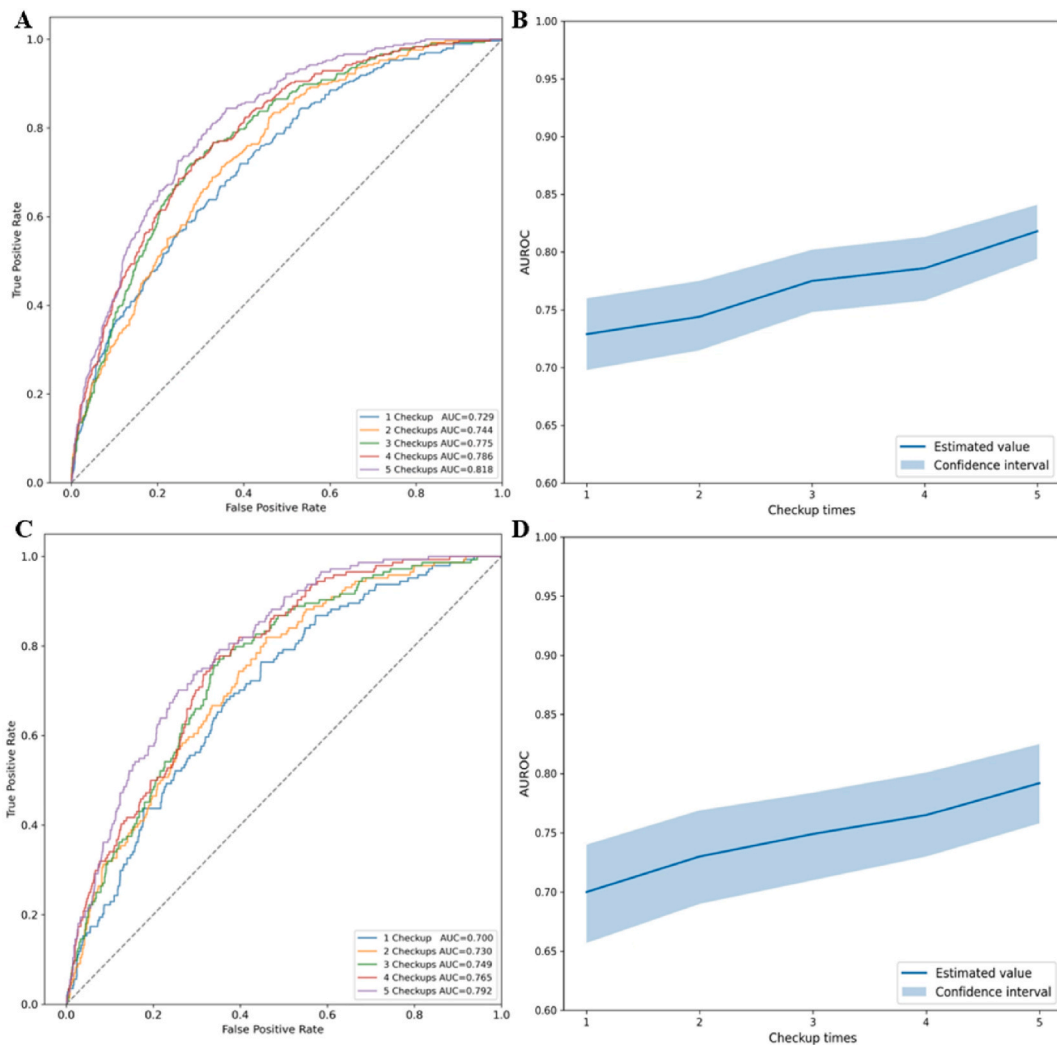 A
1.0
0.8
0.6
0.4
0.2
0.0
True Positive Rate
0.0 0.2 0.4 0.6 0.8 1.0
False Positive Rate
1 Checkup AUC=0.729
2 Checkups AUC=0.744
3 Checkups AUC=0.775
4 Checkups AUC=0.786
5 Checkups AUC=0.818
B
1.00
0.95
0.90
0.85
0.80
0.75
0.70
0.65
0.60
AUROC
1 2 3 4 5
Checkup times
Estimated value
Confidence interval
C
1.0
0.8
0.6
0.4
0.2
0.0
True Positive Rate
0.0 0.2 0.4 0.6 0.8 1.0
False Positive Rate
1 Checkup AUC=0.700
2 Checkups AUC=0.730
3 Checkups AUC=0.749
4 Checkups AUC=0.765
5 Checkups AUC=0.792
D
1.00
0.95
0.90
0.85
0.80
0.75
0.70
0.65
0.60
AUROC
1 2 3 4 5
Checkup times
Estimated value
Confidence interval